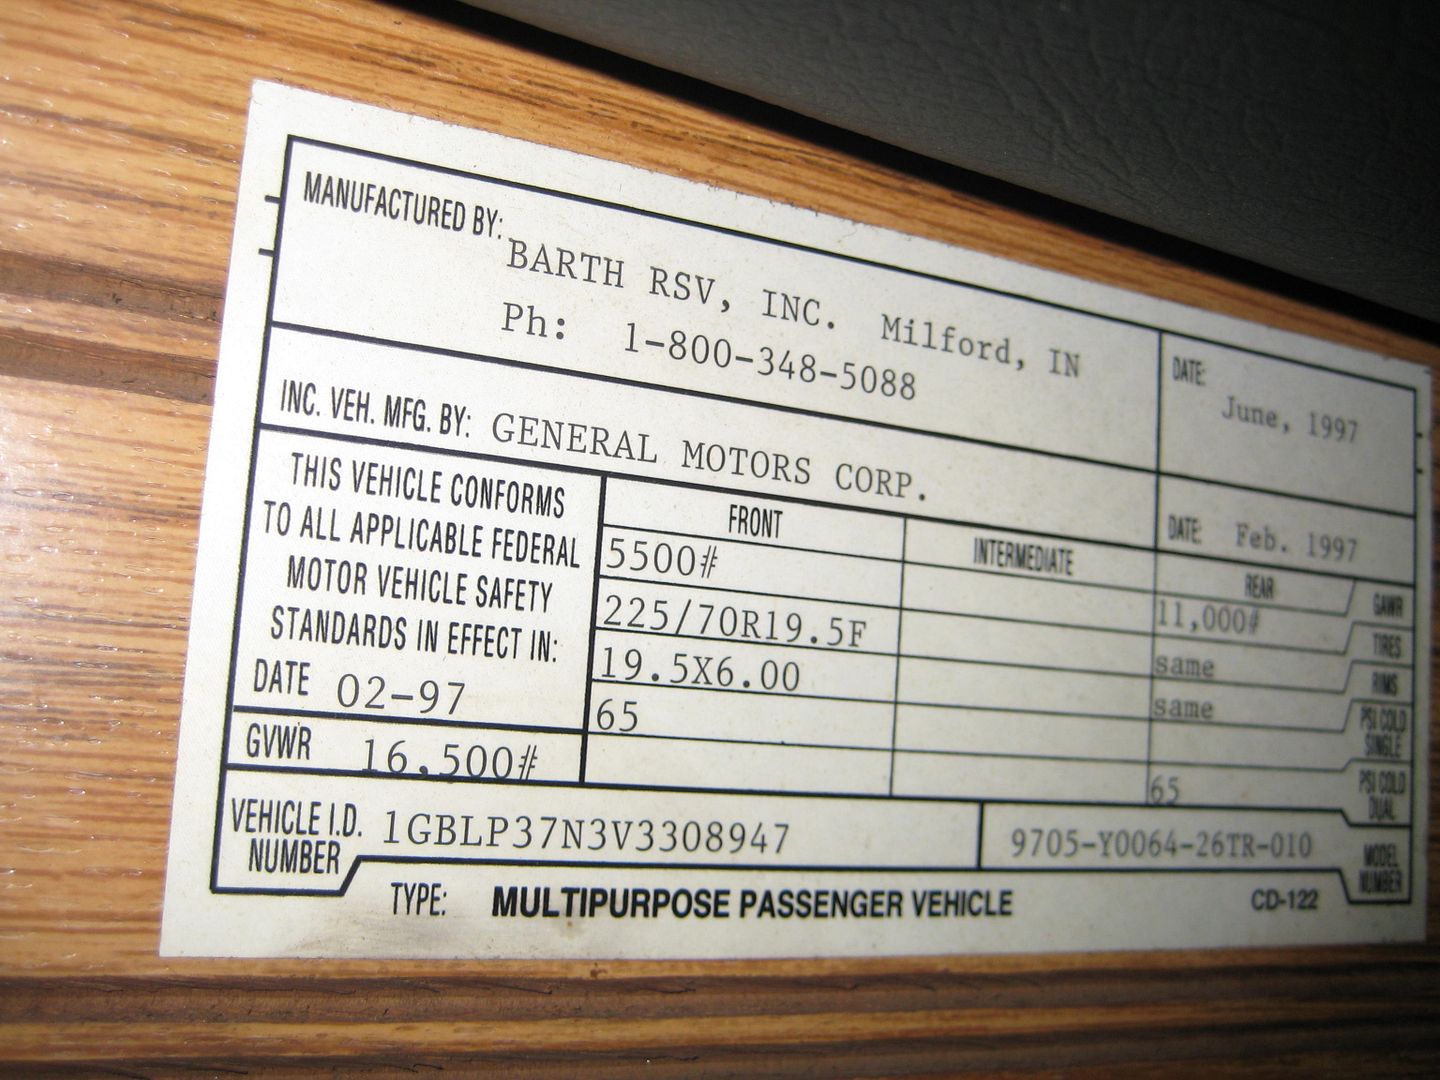 MANUFACTURED BY:
BARTH RSV, INC. Milford, IN
Ph: 1-800-348-5088
DATE: June, 1997
INC. VEH. MFG. BY: GENERAL MOTORS CORP.
DATE: Feb. 1997
THIS VEHICLE CONFORMS
TO ALL APPLICABLE FEDERAL
MOTOR VEHICLE SAFETY
STANDARDS IN EFFECT IN:
DATE 02-97
GVWR 16,500#
FRONT INTERMEDIATE REAR
5500# 11,000# GAWR
225/70R19.5F same TIRES
19.5X6.00 same RIMS
65 PSI COLD SINGLE
65 PSI COLD DUAL
VEHICLE I.D.
NUMBER
1GBLP37N3V3308947
9705-Y0064-26TR-010
MODEL
NUMBER
TYPE: MULTIPURPOSE PASSENGER VEHICLE CD-122